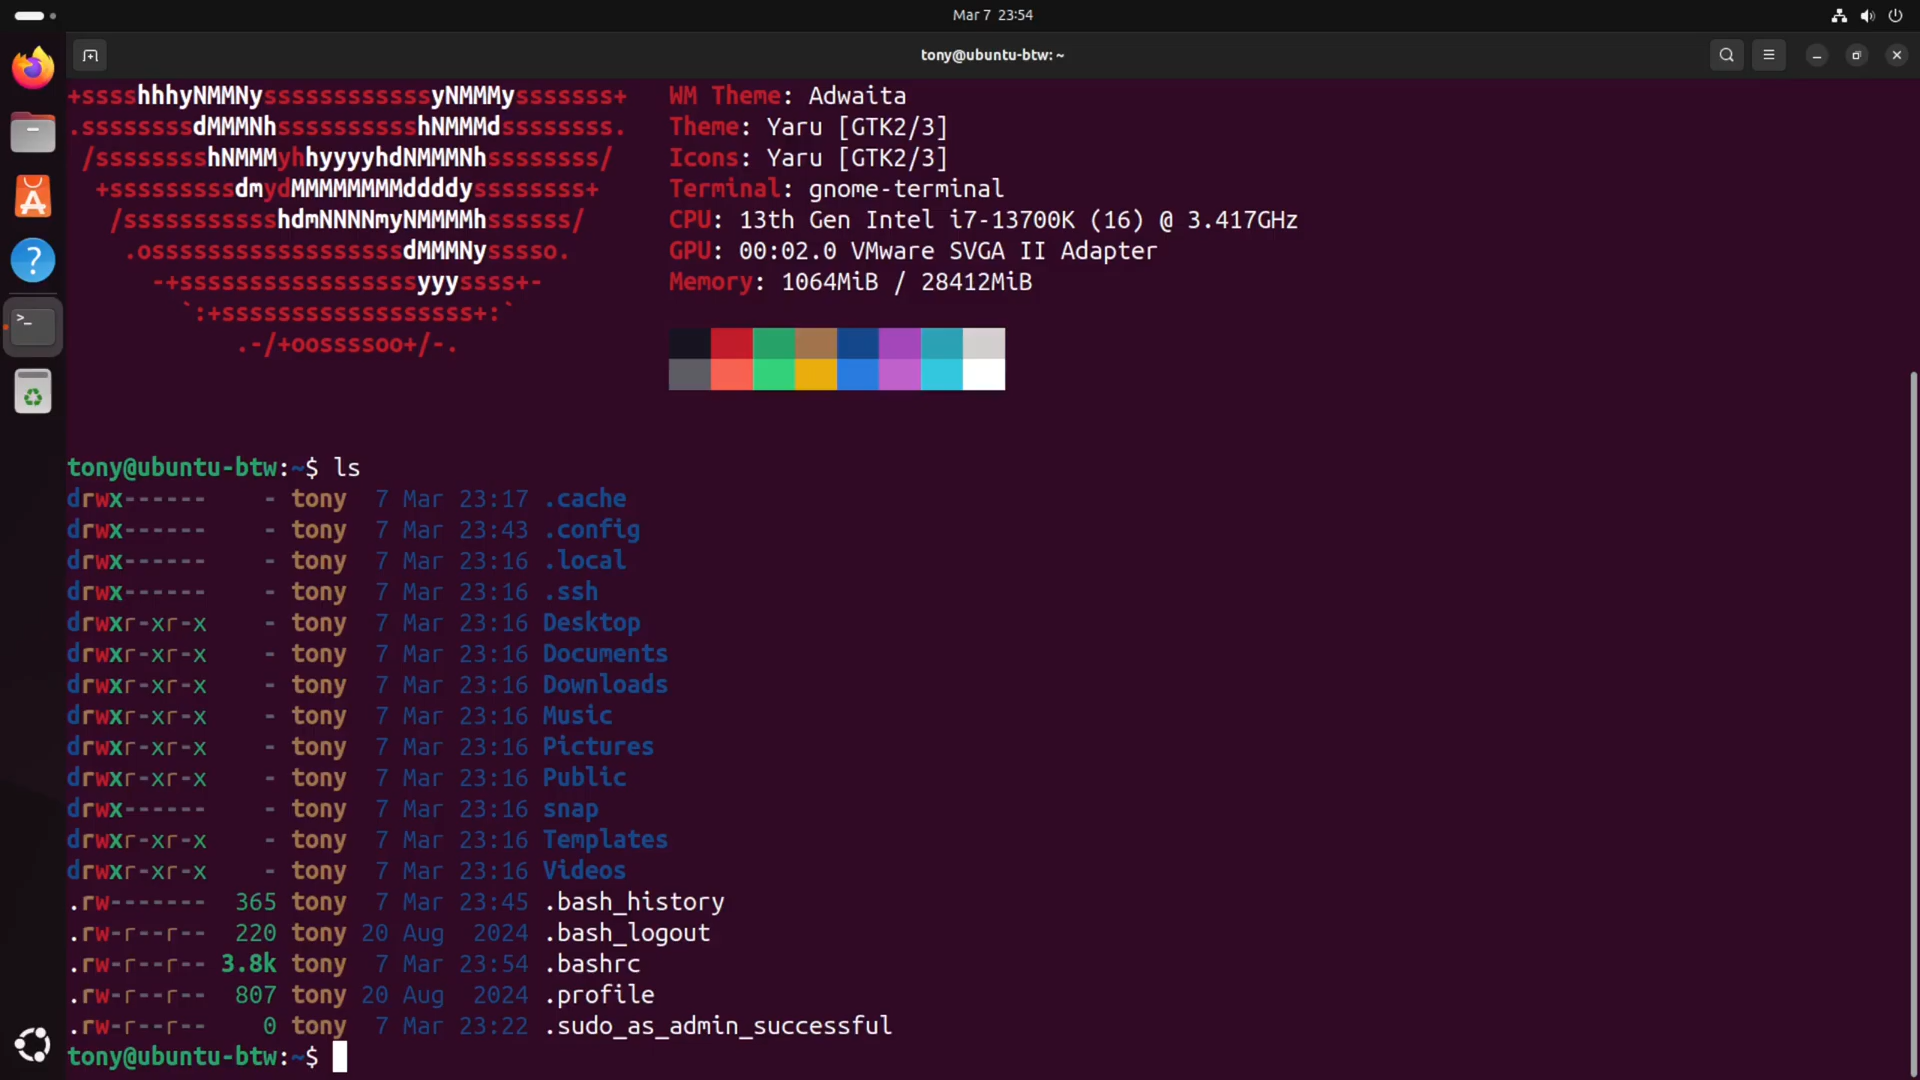 Mar 7 23:54
tony@ubuntu-btw: ~
+sssshhhyNMMNyssssssssssssyNMMMysssssss+ WM Theme: Adwaita
.ssssssssdMMMNhsssssssssshNMMMdssssssss. Theme: Yaru [GTK2/3]
/sssssssshNMMMyhhyyyyhdNMMMNhssssssss/ Icons: Yaru [GTK2/3]
+sssssssssdmydMMMMMMMMddddyssssssss+ Terminal: gnome-terminal
/ssssssssssshdmNNNNmyNMMMMhssssss/ CPU: 13th Gen Intel i7-13700K (16) @ 3.417GHz
.ossssssssssssssssssdMMMNysssso. GPU: 00:02.0 VMware SVGA II Adapter
-+sssssssssssssssssyyyssss+- Memory: 1064MiB / 28412MiB
`:+ssssssssssssssssss+:`
.-/+oossssoo+/-.
tony@ubuntu-btw:~$ ls
drwx------ - tony 7 Mar 23:17 .cache
drwx------ - tony 7 Mar 23:43 .config
drwx------ - tony 7 Mar 23:16 .local
drwx------ - tony 7 Mar 23:16 .ssh
drwxr-xr-x - tony 7 Mar 23:16 Desktop
drwxr-xr-x - tony 7 Mar 23:16 Documents
drwxr-xr-x - tony 7 Mar 23:16 Downloads
drwxr-xr-x - tony 7 Mar 23:16 Music
drwxr-xr-x - tony 7 Mar 23:16 Pictures
drwxr-xr-x - tony 7 Mar 23:16 Public
drwx------ - tony 7 Mar 23:16 snap
drwxr-xr-x - tony 7 Mar 23:16 Templates
drwxr-xr-x - tony 7 Mar 23:16 Videos
.rw------- 365 tony 7 Mar 23:45 .bash_history
.rw-r--r-- 220 tony 20 Aug 2024 .bash_logout
.rw-r--r-- 3.8k tony 7 Mar 23:54 .bashrc
.rw-r--r-- 807 tony 20 Aug 2024 .profile
.rw-r--r-- 0 tony 7 Mar 23:22 .sudo_as_admin_successful
tony@ubuntu-btw:~$